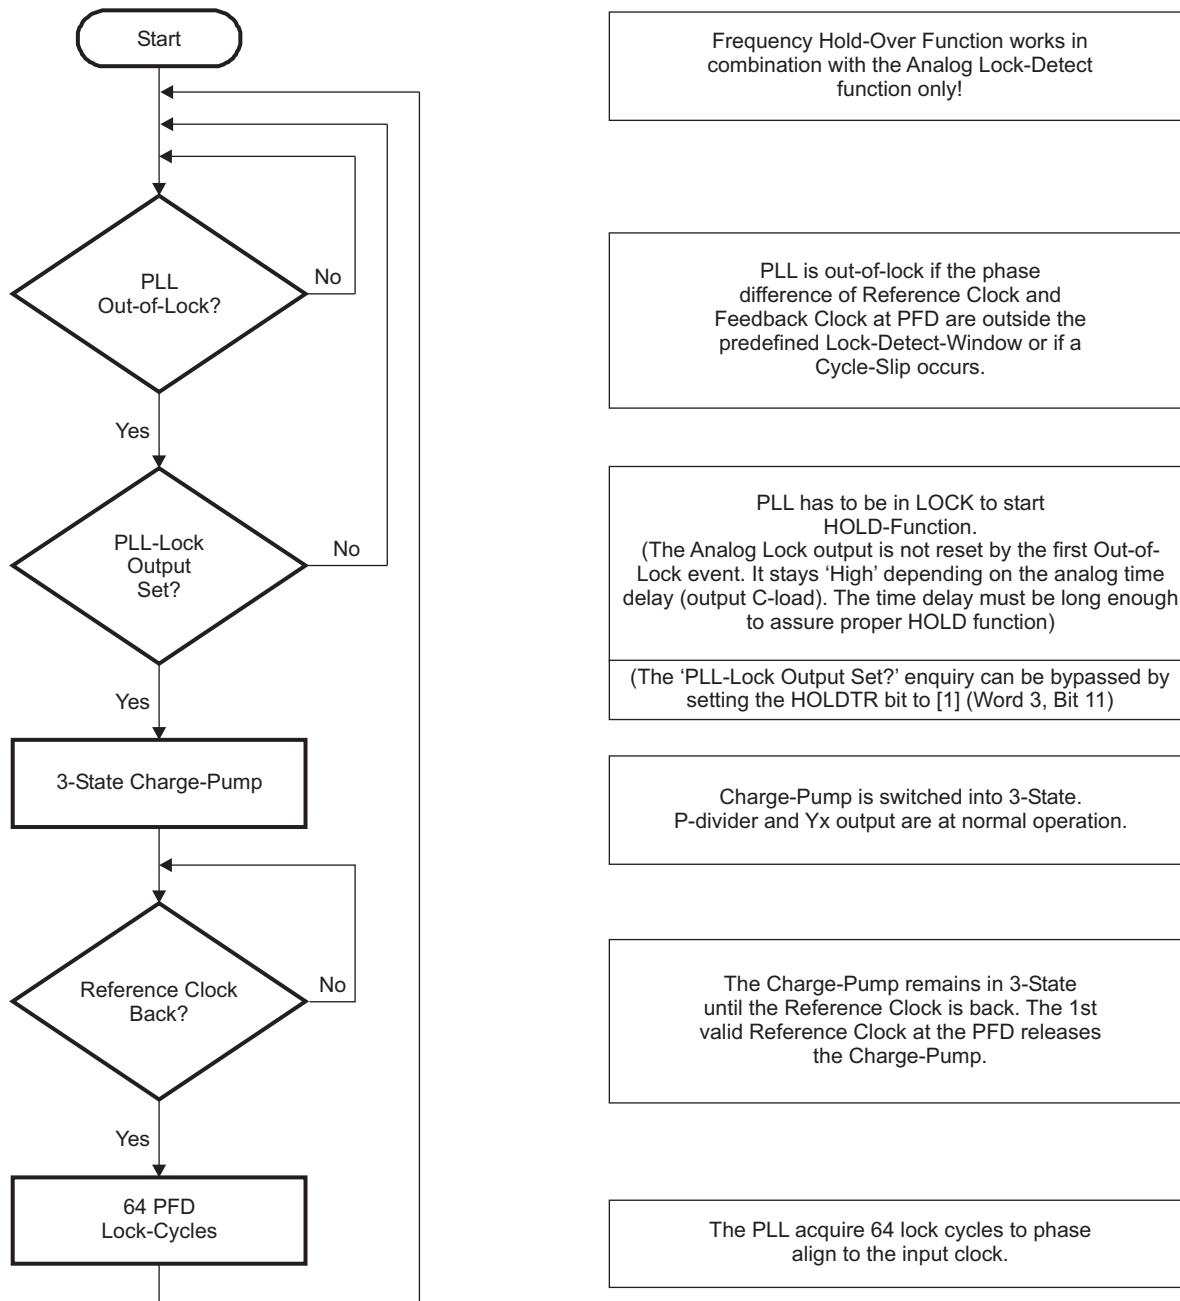 Start
Frequency Hold-Over Function works in
combination with the Analog Lock-Detect
function only!
PLL
Out-of-Lock?
No
Yes
PLL is out-of-lock if the phase
difference of Reference Clock and
Feedback Clock at PFD are outside the
predefined Lock-Detect-Window or if a
Cycle-Slip occurs.
PLL-Lock
Output
Set?
No
Yes
PLL has to be in LOCK to start
HOLD-Function.
(The Analog Lock output is not reset by the first Out-of-
Lock event. It stays ‘High’ depending on the analog time
delay (output C-load). The time delay must be long enough
to assure proper HOLD function)
(The ‘PLL-Lock Output Set?’ enquiry can be bypassed by
setting the HOLDTR bit to [1] (Word 3, Bit 11)
3-State Charge-Pump
Charge-Pump is switched into 3-State.
P-divider and Yx output are at normal operation.
Reference Clock
Back?
No
Yes
The Charge-Pump remains in 3-State
until the Reference Clock is back. The 1st
valid Reference Clock at the PFD releases
the Charge-Pump.
64 PFD
Lock-Cycles
The PLL acquire 64 lock cycles to phase
align to the input clock.